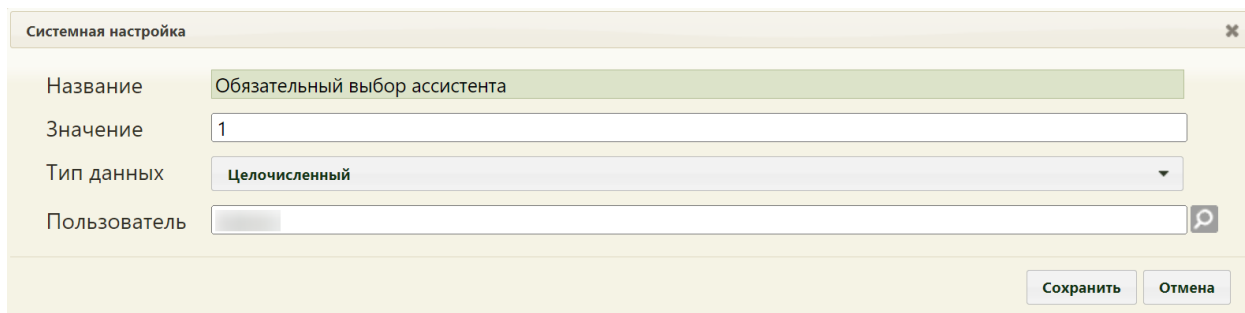 Системная настройка
Название Обязательный выбор ассистента
Значение 1
Тип данных Целочисленный
Пользователь
Сохранить Отмена